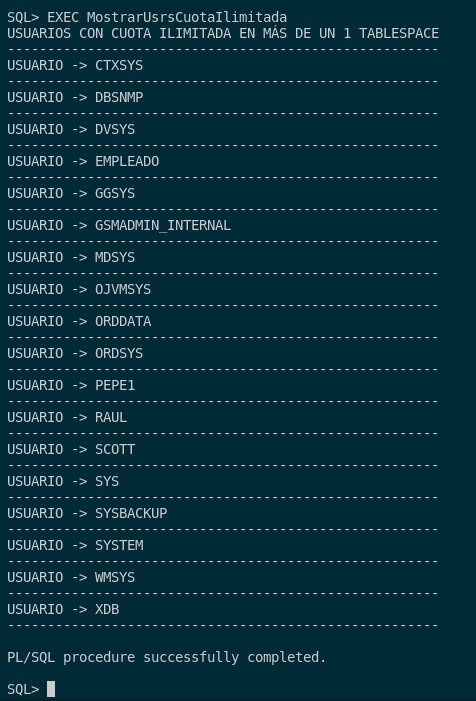 SQL> EXEC MostrarUsrsCuotaIlimitada
USUARIOS CON CUOTA ILIMITADA EN MÁS DE UN 1 TABLESPACE
------------------------------------------------------
USUARIO -> CTXSYS
------------------------------------------------------
USUARIO -> DBSNMP
------------------------------------------------------
USUARIO -> DVSYS
------------------------------------------------------
USUARIO -> EMPLEADO
------------------------------------------------------
USUARIO -> GGSYS
------------------------------------------------------
USUARIO -> GSMADMIN_INTERNAL
------------------------------------------------------
USUARIO -> MDSYS
------------------------------------------------------
USUARIO -> OJVMSYS
------------------------------------------------------
USUARIO -> ORDDATA
------------------------------------------------------
USUARIO -> ORDSYS
------------------------------------------------------
USUARIO -> PEPE1
------------------------------------------------------
USUARIO -> RAUL
------------------------------------------------------
USUARIO -> SCOTT
------------------------------------------------------
USUARIO -> SYS
------------------------------------------------------
USUARIO -> SYSBACKUP
------------------------------------------------------
USUARIO -> SYSTEM
------------------------------------------------------
USUARIO -> WMSYS
------------------------------------------------------
USUARIO -> XDB
------------------------------------------------------
PL/SQL procedure successfully completed.
SQL>